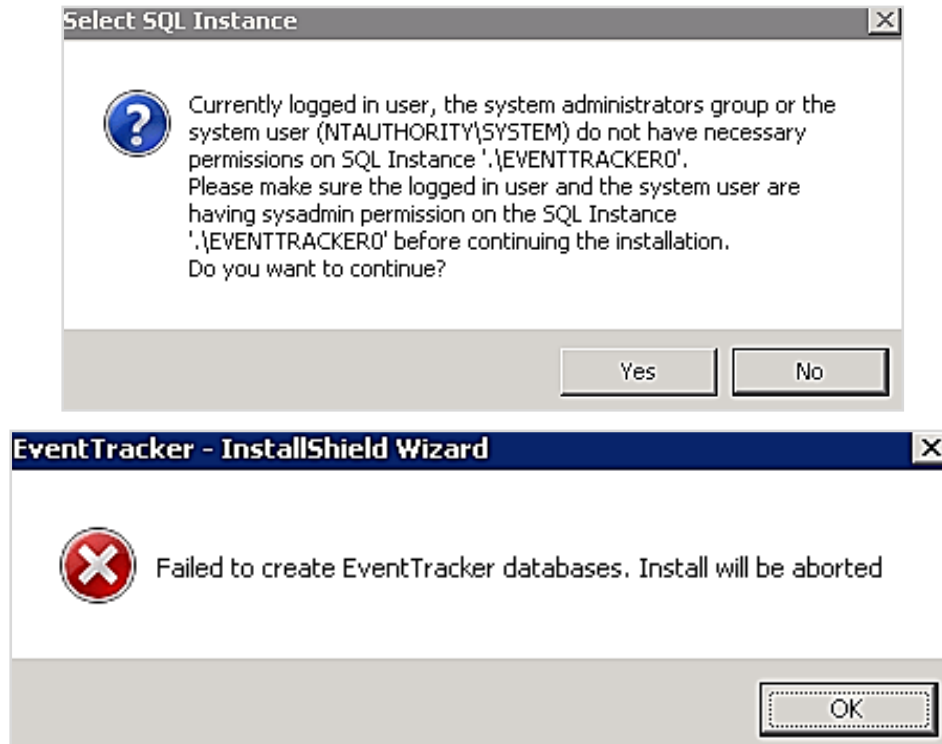 Select SQL Instance
Currently logged in user, the system administrators group or the
system user (NTAUTHORITY\SYSTEM) do not have necessary
permissions on SQL Instance '.\EVENTTRACKER0'.
Please make sure the logged in user and the system user are
having sysadmin permission on the SQL Instance
'.\EVENTTRACKER0' before continuing the installation.
Do you want to continue?
Yes No
EventTracker - InstallShield Wizard
Failed to create EventTracker databases. Install will be aborted
OK